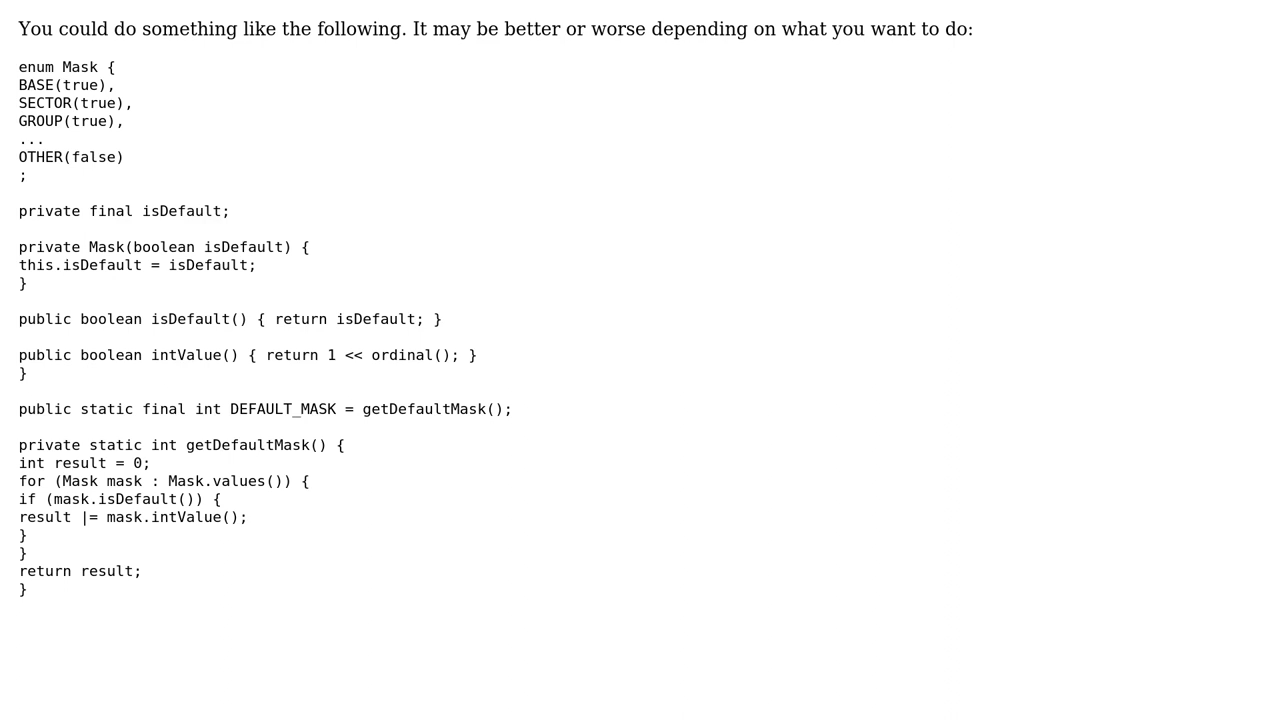 You could do something like the following. It may be better or worse depending on what you want to do:
enum Mask {
BASE(true),
SECTOR(true),
GROUP(true),
...
OTHER(false)
;
private final isDefault;
private Mask(boolean isDefault) {
this.isDefault = isDefault;
}
public boolean isDefault() { return isDefault; }
public boolean intValue() { return 1 << ordinal(); }
}
public static final int DEFAULT_MASK = getDefaultMask();
private static int getDefaultMask() {
int result = 0;
for (Mask mask : Mask.values()) {
if (mask.isDefault()) {
result |= mask.intValue();
}
}
return result;
}